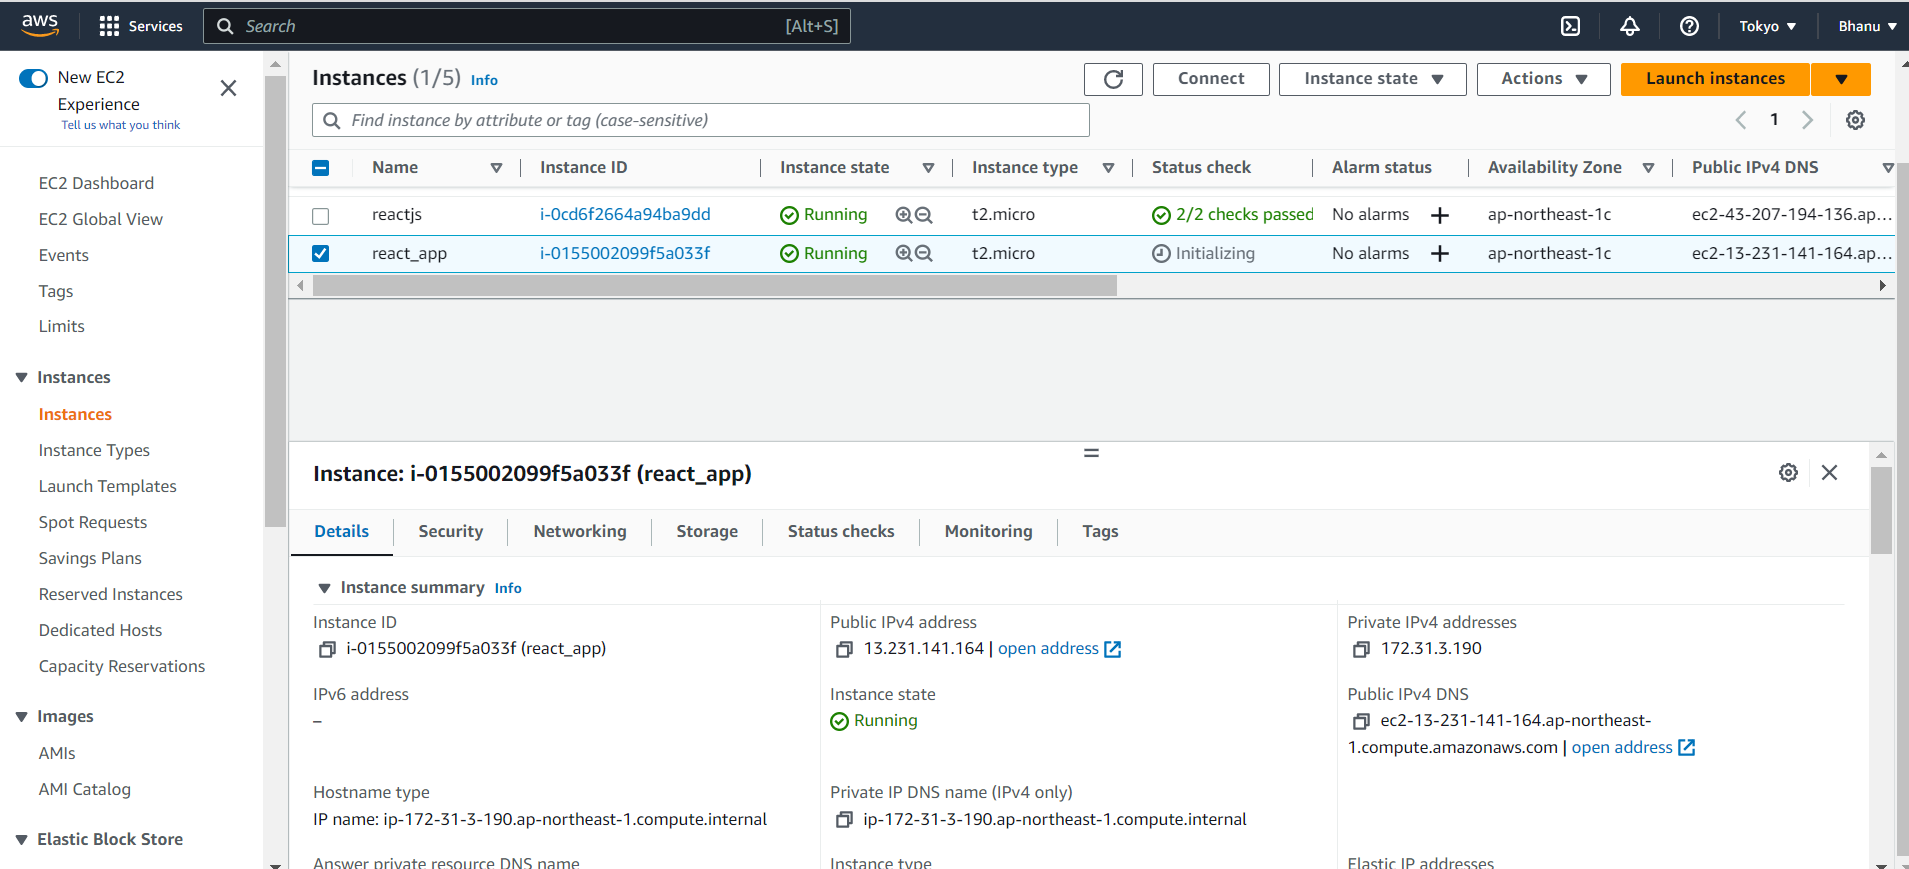 aws
Services
Search [Alt+S]
Tokyo
Bhanu
New EC2
Experience
Tell us what you think
EC2 Dashboard
EC2 Global View
Events
Tags
Limits
Instances
Instances
Instance Types
Launch Templates
Spot Requests
Savings Plans
Reserved Instances
Dedicated Hosts
Capacity Reservations
Images
AMIs
AMI Catalog
Elastic Block Store
Instances (1/5) Info
Connect
Instance state
Actions
Launch instances
Find instance by attribute or tag (case-sensitive)
1
Name Instance ID Instance state Instance type Status check Alarm status Availability Zone Public IPv4 DNS
reactjs i-0cd6f2664a94ba9dd Running t2.micro 2/2 checks passed No alarms + ap-northeast-1c ec2-43-207-194-136.ap...
react_app i-0155002099f5a033f Running t2.micro Initializing No alarms + ap-northeast-1c ec2-13-231-141-164.ap...
Instance: i-0155002099f5a033f (react_app)
Details Security Networking Storage Status checks Monitoring Tags
Instance summary Info
Instance ID
i-0155002099f5a033f (react_app)
Public IPv4 address
13.231.141.164 | open address
Private IPv4 addresses
172.31.3.190
IPv6 address
–
Instance state
Running
Public IPv4 DNS
ec2-13-231-141-164.ap-northeast-
1.compute.amazonaws.com | open address
Hostname type
IP name: ip-172-31-3-190.ap-northeast-1.compute.internal
Private IP DNS name (IPv4 only)
ip-172-31-3-190.ap-northeast-1.compute.internal
Answer private resource DNS name
Instance type
Elastic IP addresses